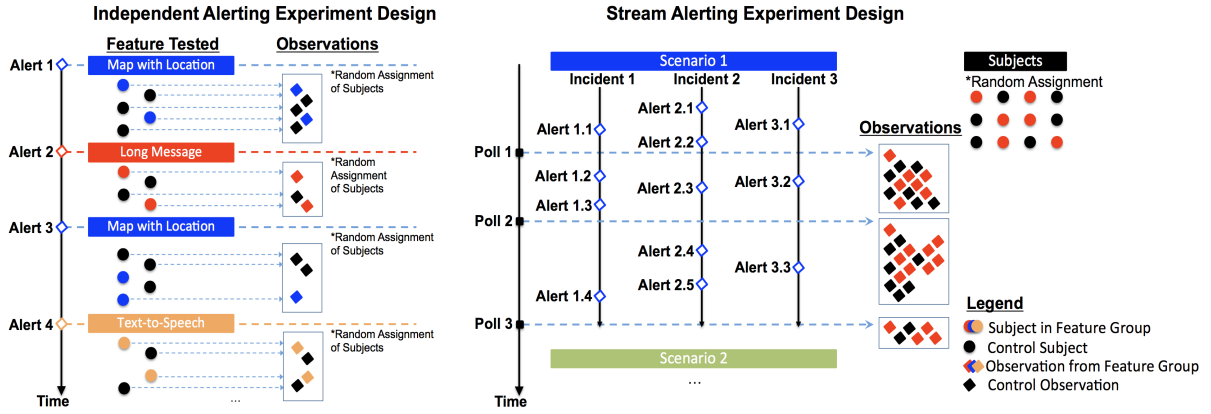 Independent Alerting Experiment Design
Feature Tested
Observations
Alert 1
Map with Location
*Random Assignment
of Subjects
Alert 2
Long Message
*Random
Assignment
of Subjects
Alert 3
Map with Location
*Random Assignment
of Subjects
Alert 4
Text-to-Speech
*Random Assignment
of Subjects
...
Time
Stream Alerting Experiment Design
Scenario 1
Incident 1
Incident 2
Incident 3
Alert 2.1
Alert 1.1
Alert 3.1
Alert 2.2
Poll 1
Alert 1.2
Alert 3.2
Alert 2.3
Alert 1.3
Poll 2
Alert 2.4
Alert 3.3
Alert 2.5
Alert 1.4
Poll 3
Scenario 2
...
Time
Observations
Subjects
*Random Assignment
Legend
Subject in Feature Group
Control Subject
Observation from Feature Group
Control Observation